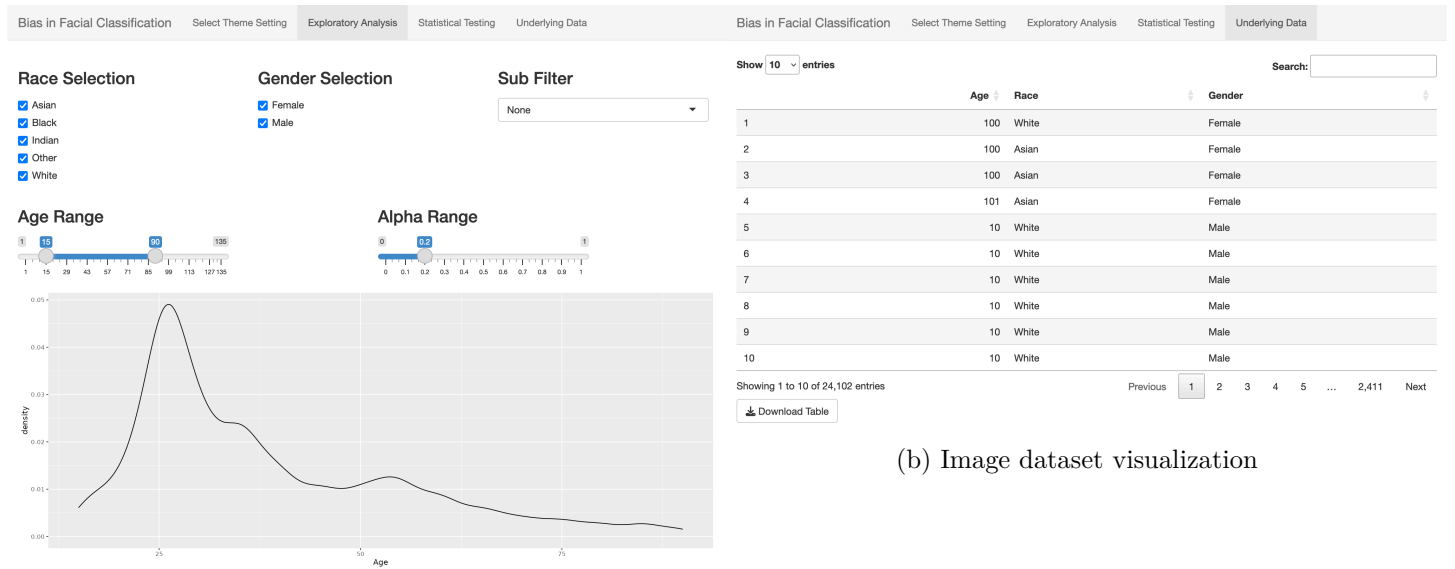 Bias in Facial Classification Select Theme Setting Exploratory Analysis Statistical Testing Underlying Data
Race Selection Gender Selection Sub Filter
Asian Female None
Black Male
Indian
Other
White
Age Range Alpha Range
1 15 90 135 0 0.2 1
1 15 29 43 57 71 85 99 113 127 135 0 0.1 0.2 0.3 0.4 0.5 0.6 0.7 0.8 0.9 1
0.05
0.04
0.03
density
0.02
0.01
0.00
25 50 75
Age
Bias in Facial Classification Select Theme Setting Exploratory Analysis Statistical Testing Underlying Data
Show 10 entries Search:
Age Race Gender
1 100 White Female
2 100 Asian Female
3 100 Asian Female
4 101 Asian Female
5 10 White Male
6 10 White Male
7 10 White Male
8 10 White Male
9 10 White Male
10 10 White Male
Showing 1 to 10 of 24,102 entries Previous 1 2 3 4 5 ... 2,411 Next
Download Table
(b) Image dataset visualization